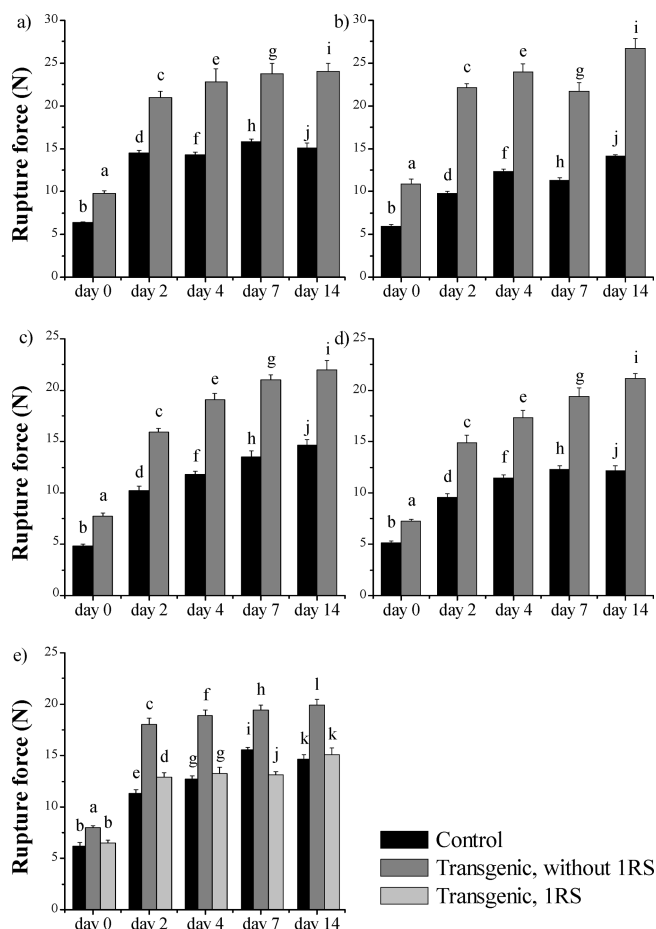 a)
b)
Rupture force (N)
30
25
20
15
10
5
0
b a d c f e h g j i
day 0 day 2 day 4 day 7 day 14
30
25
20
15
10
5
0
b a d c f e h g j i
day 0 day 2 day 4 day 7 day 14
c)
d)
Rupture force (N)
25
20
15
10
5
0
b a d c f e h g j i
day 0 day 2 day 4 day 7 day 14
25
20
15
10
5
0
b a d c f e h g j i
day 0 day 2 day 4 day 7 day 14
e)
Rupture force (N)
25
20
15
10
5
0
b a b e c d g f g i h j k l k
day 0 day 2 day 4 day 7 day 14
Control
Transgenic, without 1RS
Transgenic, 1RS